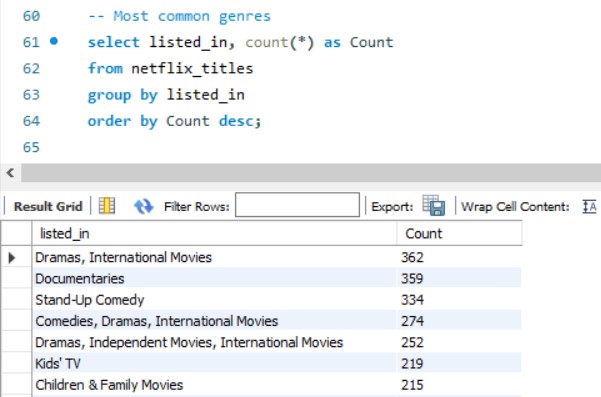 60 -- Most common genres
61 select listed_in, count(*) as Count
62 from netflix_titles
63 group by listed_in
64 order by Count desc;
65
Result Grid Filter Rows: Export: Wrap Cell Content: IA
listed_in Count
Dramas, International Movies 362
Documentaries 359
Stand-Up Comedy 334
Comedies, Dramas, International Movies 274
Dramas, Independent Movies, International Movies 252
Kids' TV 219
Children & Family Movies 215